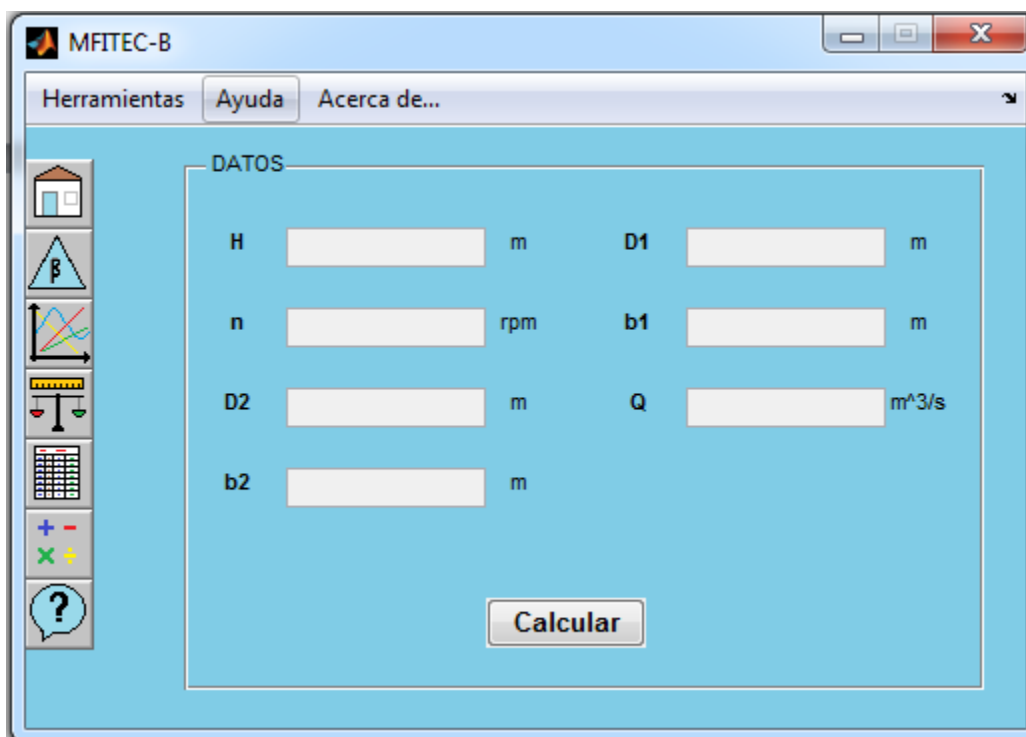 MFITEC-B
Herramientas Ayuda Acerca de...
DATOS
H m D1 m
n rpm b1 m
D2 m Q m^3/s
b2 m
β
+ -
× ÷
?
Calcular